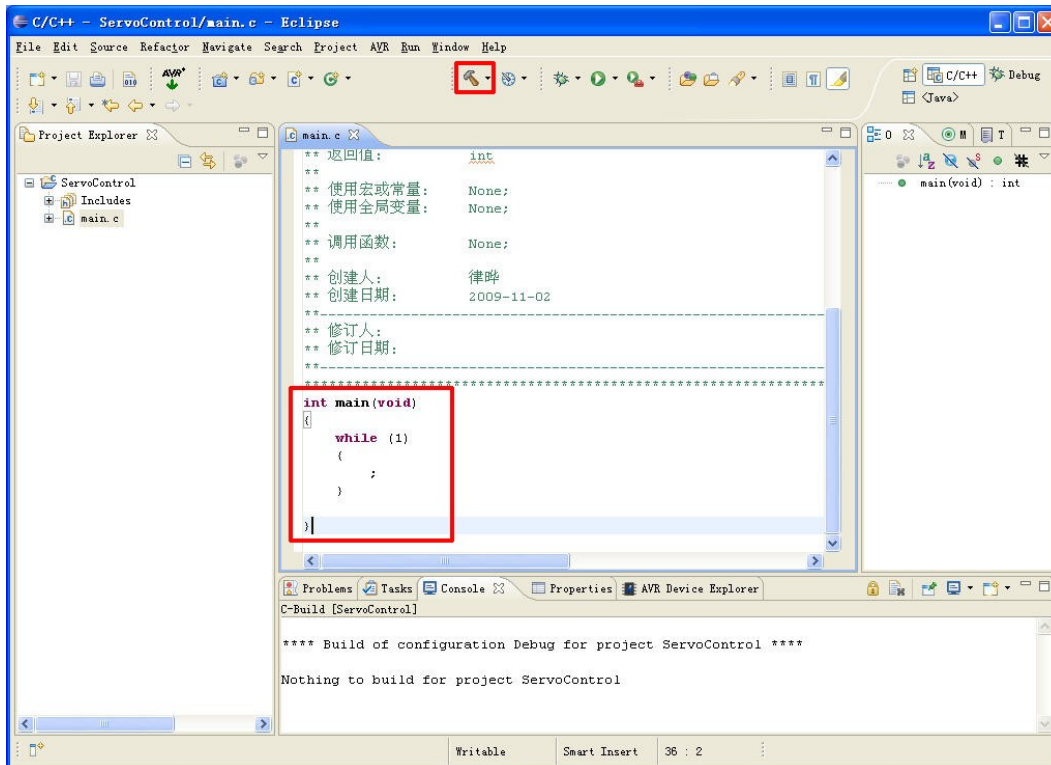 C/C++ - ServoControl/main.c - Eclipse
File Edit Source Refactor Navigate Search Project AVR Run Window Help
AVR
C/C++ Debug
<Java>
Project Explorer
main.c
O M T
ServoControl
Includes
main.c
** 返回值: int
**
** 使用宏或常量: None;
** 使用全局变量: None;
**
** 调用函数: None;
**
** 创建人: 律晔
** 创建日期: 2009-11-02
**------------------------------------------------------------
** 修订人:
** 修订日期:
**------------------------------------------------------------
****************************************************************
int main(void)
{
while (1)
{
;
}
}
main(void) : int
Problems Tasks Console Properties AVR Device Explorer
C-Build [ServoControl]
**** Build of configuration Debug for project ServoControl ****
Nothing to build for project ServoControl
Writable Smart Insert 36 : 2